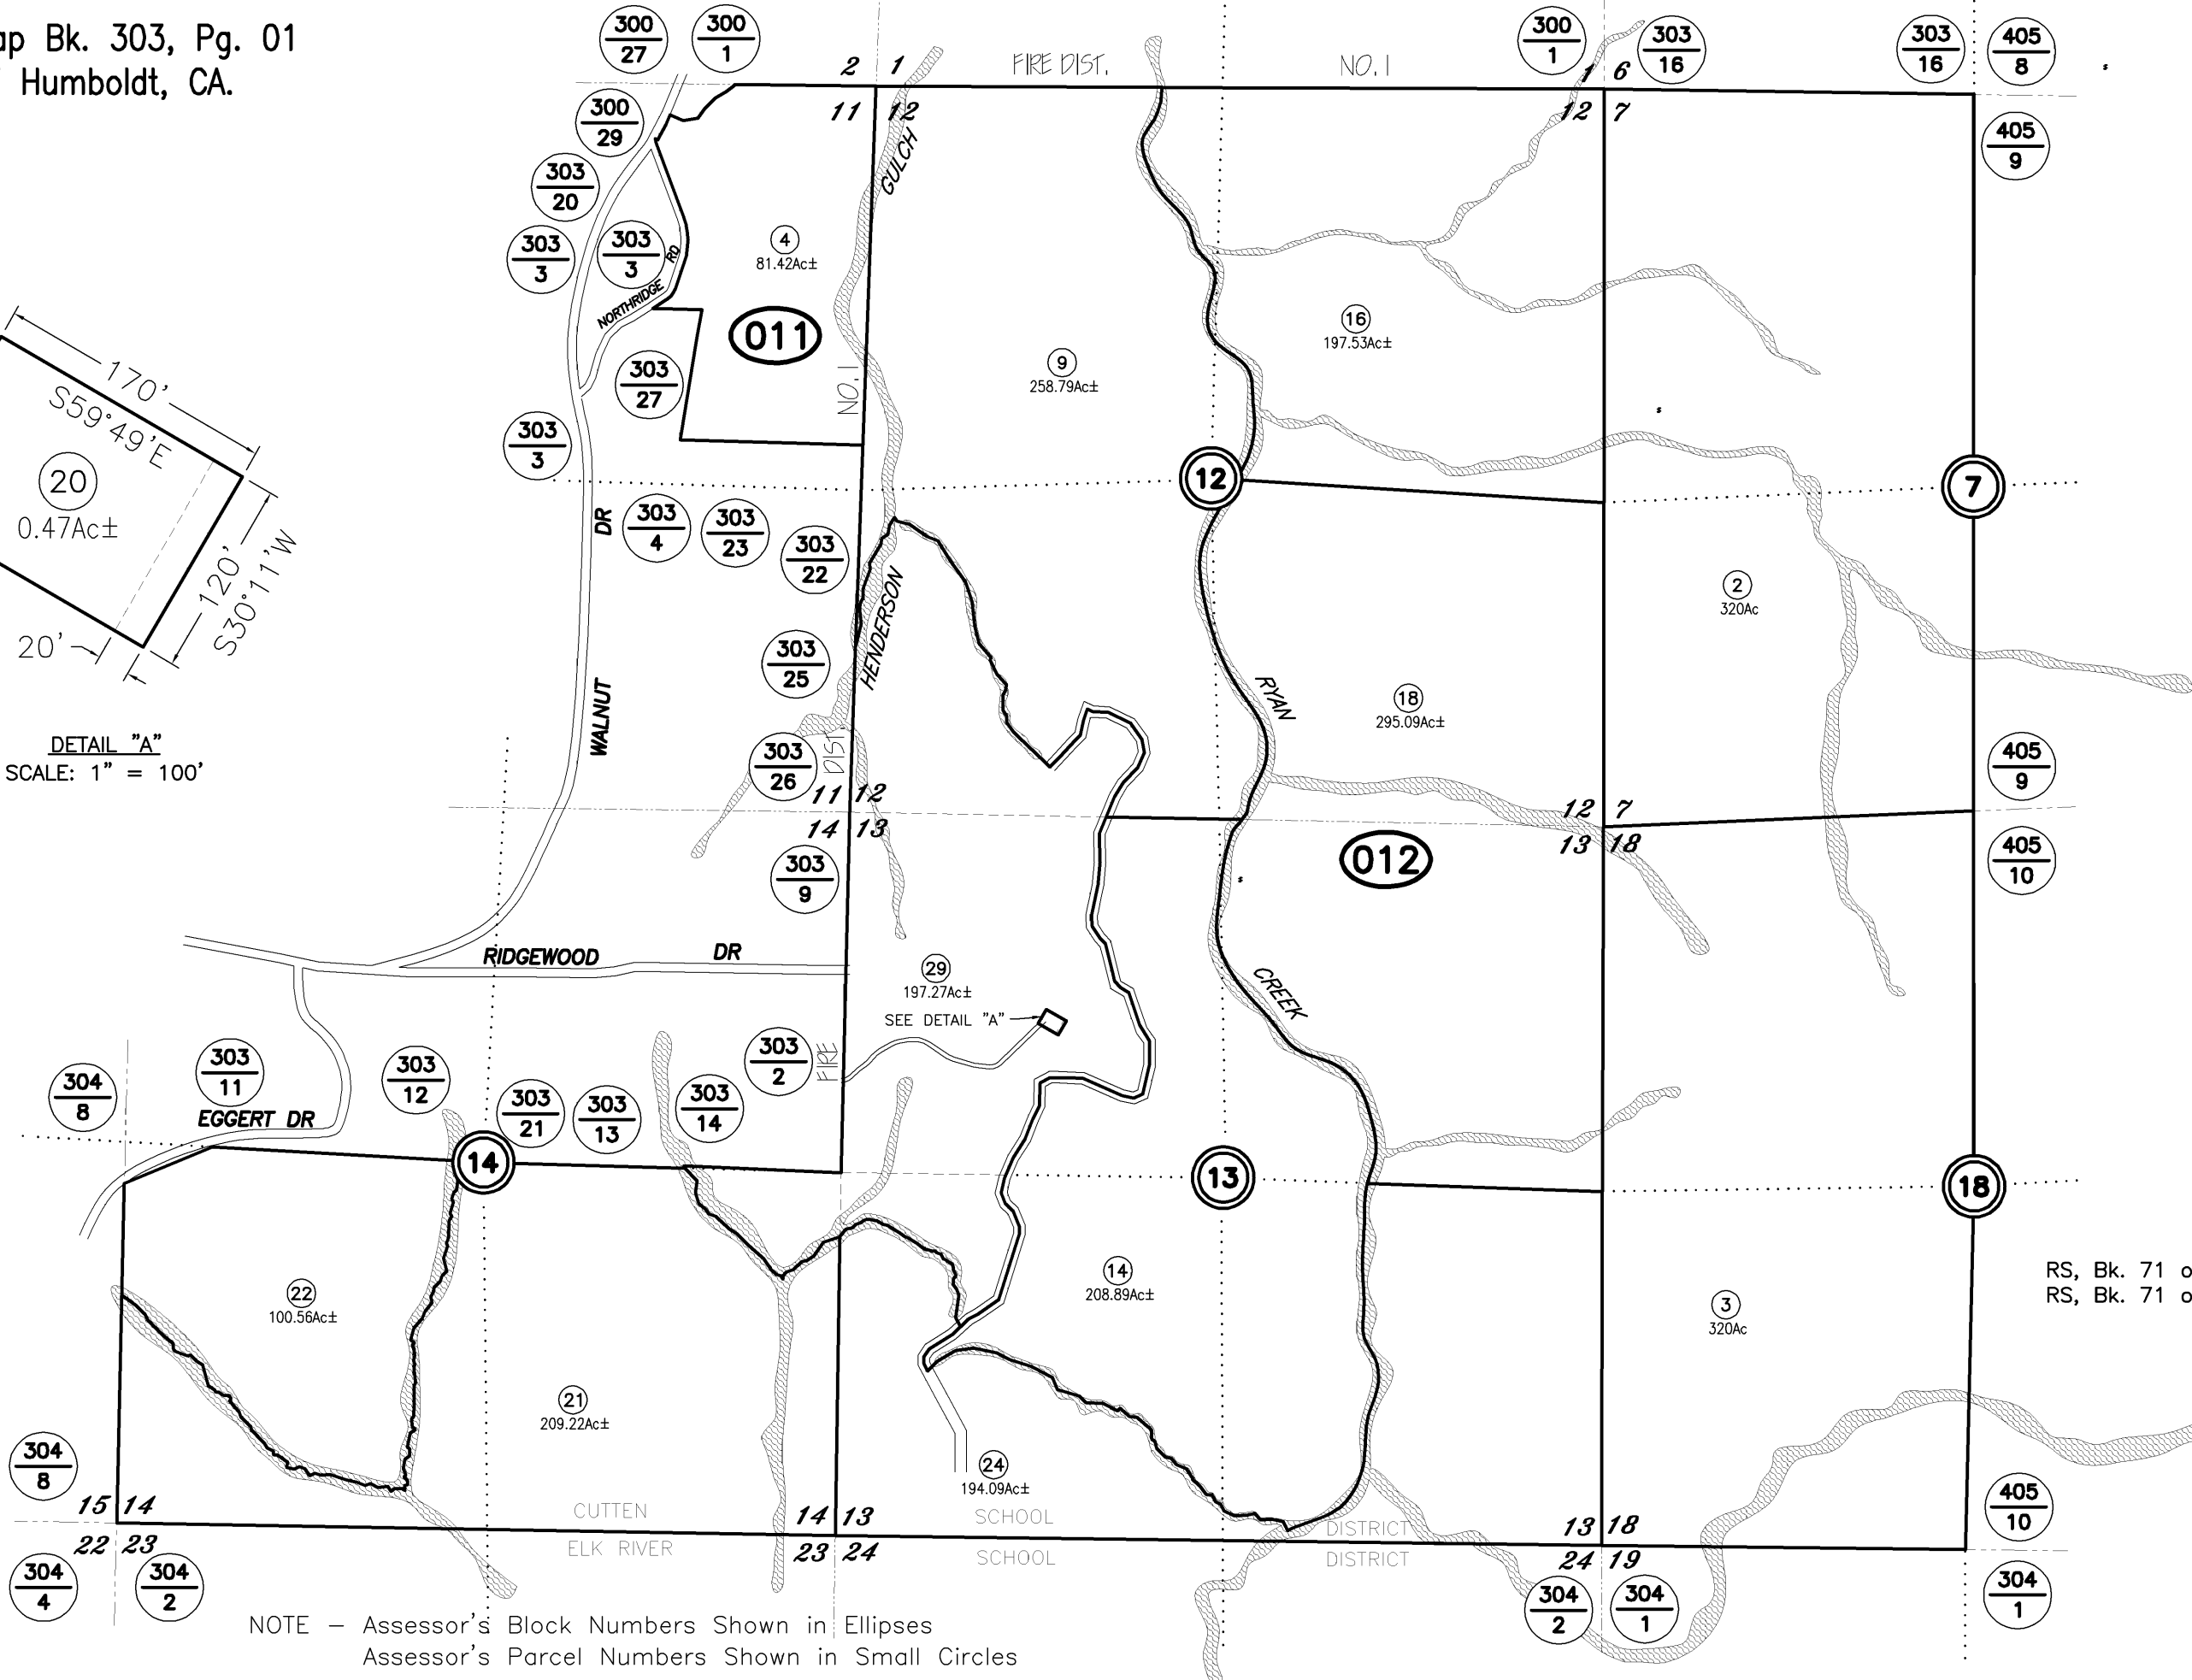 ap Bk. 303, Pg. 01
Humboldt, CA.
300
27
300
1
300
1
303
16
303
16
405
8
2 1
11 12
FIRE DIST. NO. 1
1 6
12 7
300
29
303
20
303
3
303
3
NORTHRIDGE RD
303
27
303
3
405
9
GULCH
NO. 1
4
81.42Ac±
011
9
258.79Ac±
16
197.53Ac±
12
7
170'
S59°49'E
20
0.47Ac±
120'
S30°11'W
20'
DETAIL "A"
SCALE: 1" = 100'
WALNUT DR
303
4
303
23
303
22
303
25
303
26
HENDERSON
DIST.
RYAN
18
295.09Ac±
2
320Ac
405
9
11 12
14 13
12 7
13 18
303
9
012
405
10
RIDGEWOOD DR
29
197.27Ac±
SEE DETAIL "A"
CREEK
FIRE
303
2
304
8
303
11
303
12
303
21
303
13
303
14
EGGERT DR
14
13
18
22
100.56Ac±
14
208.89Ac±
3
320Ac
RS, Bk. 71 o
RS, Bk. 71 o
21
209.22Ac±
24
194.09Ac±
304
8
405
10
15 14
22 23
CUTTEN SCHOOL DISTRICT
ELK RIVER SCHOOL DISTRICT
14 13
23 24
13 18
24 19
304
4
304
2
304
2
304
1
304
1
NOTE – Assessor's Block Numbers Shown in Ellipses
Assessor's Parcel Numbers Shown in Small Circles